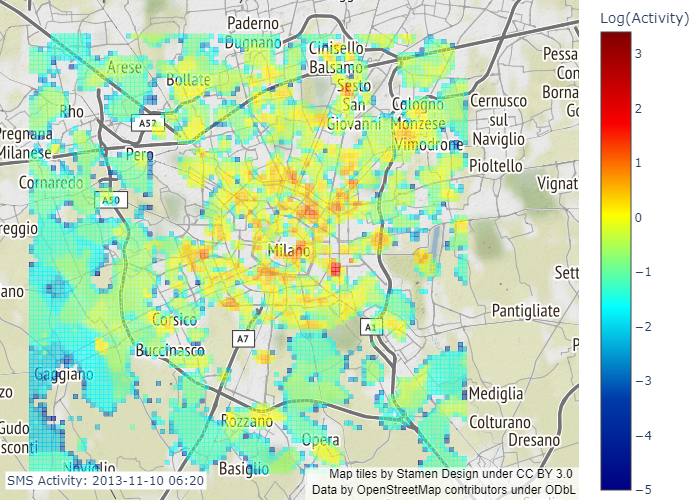 Paderno
Dugnano
Cinisello
Balsamo
Log(Activity)
3
Arese
Bollate
Sesto
San
Giovanni
Cologno
Monzese
Cernusco
sul
Naviglio
Pessa
Con
Borna
Go
Rho
A52
2
Pregnana
Milanese
Pero
Vimodrone
Pioltello
1
Cornaredo
Vignat
A50
0
reggio
Milano
Sett
-1
ano
Pantigliate
-2
Corsico
A7
A1
Buccinasco
P
Gaggiano
-3
zo
Mediglia
Rozzano
Colturano
Gudo
sconti
Opera
Dresano
-4
Noviglio
Basiglio
SMS Activity: 2013-11-10 06:20
Map tiles by Stamen Design under CC BY 3.0
Data by OpenStreetMap contributors under ODbL
-5